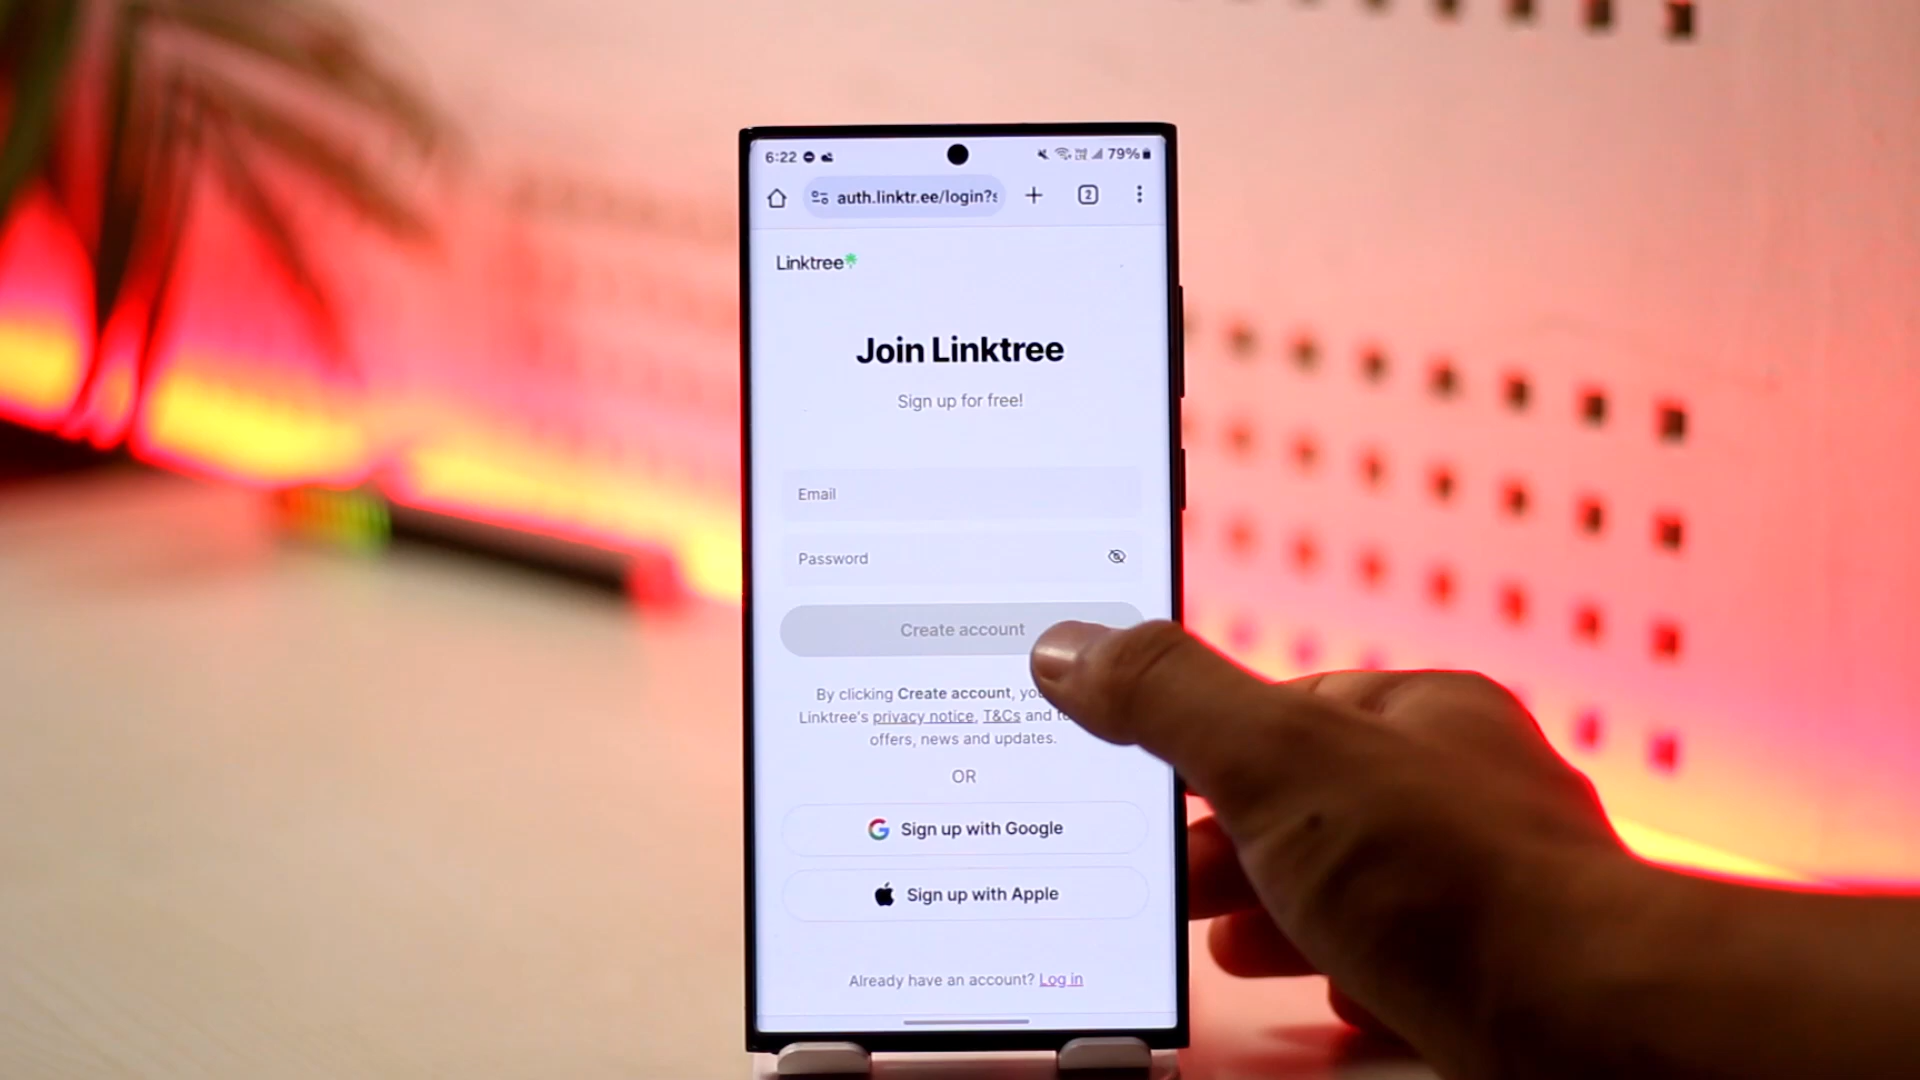 6:22 79%
auth.linktr.ee/login? 2
Linktree
Join Linktree
Sign up for free!
Email
Password
Create account
By clicking Create account,
Linktree's privacy notice, T&Cs and
offers, news and updates.
OR
Sign up with Google
Sign up with Apple
Already have an account? Log in